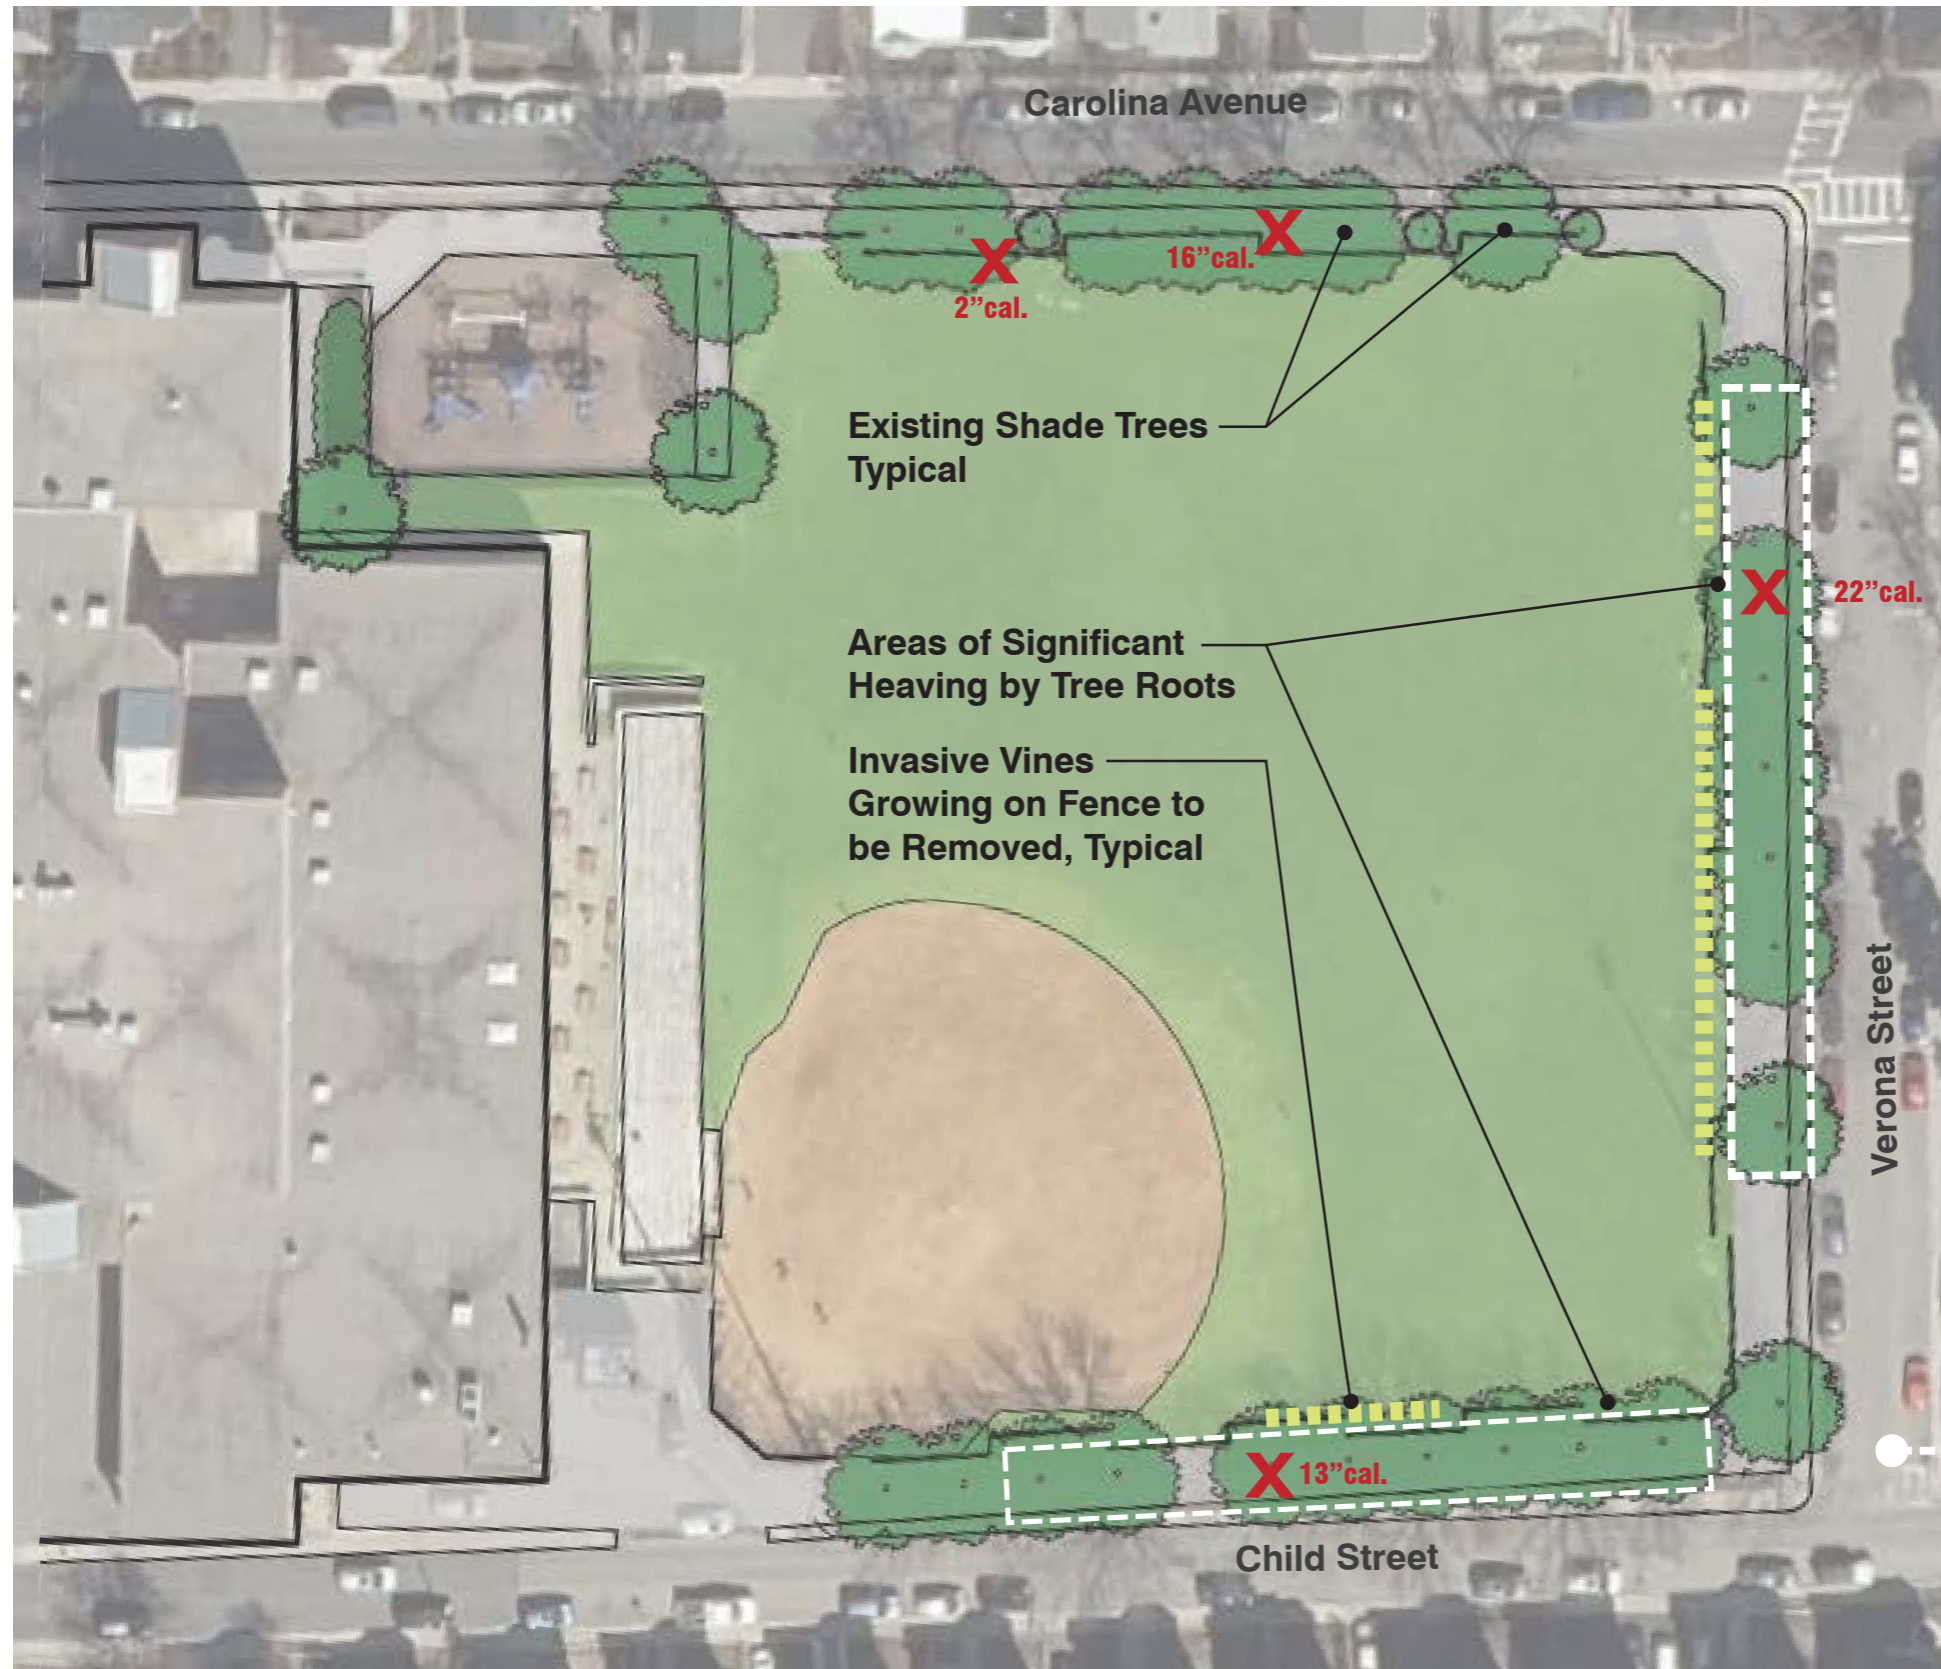 Carolina Avenue
16”cal.
2”cal.
Existing Shade Trees
Typical
22”cal.
Areas of Significant
Heaving by Tree Roots
Invasive Vines
Growing on Fence to
be Removed, Typical
Verona Street
13”cal.
Child Street